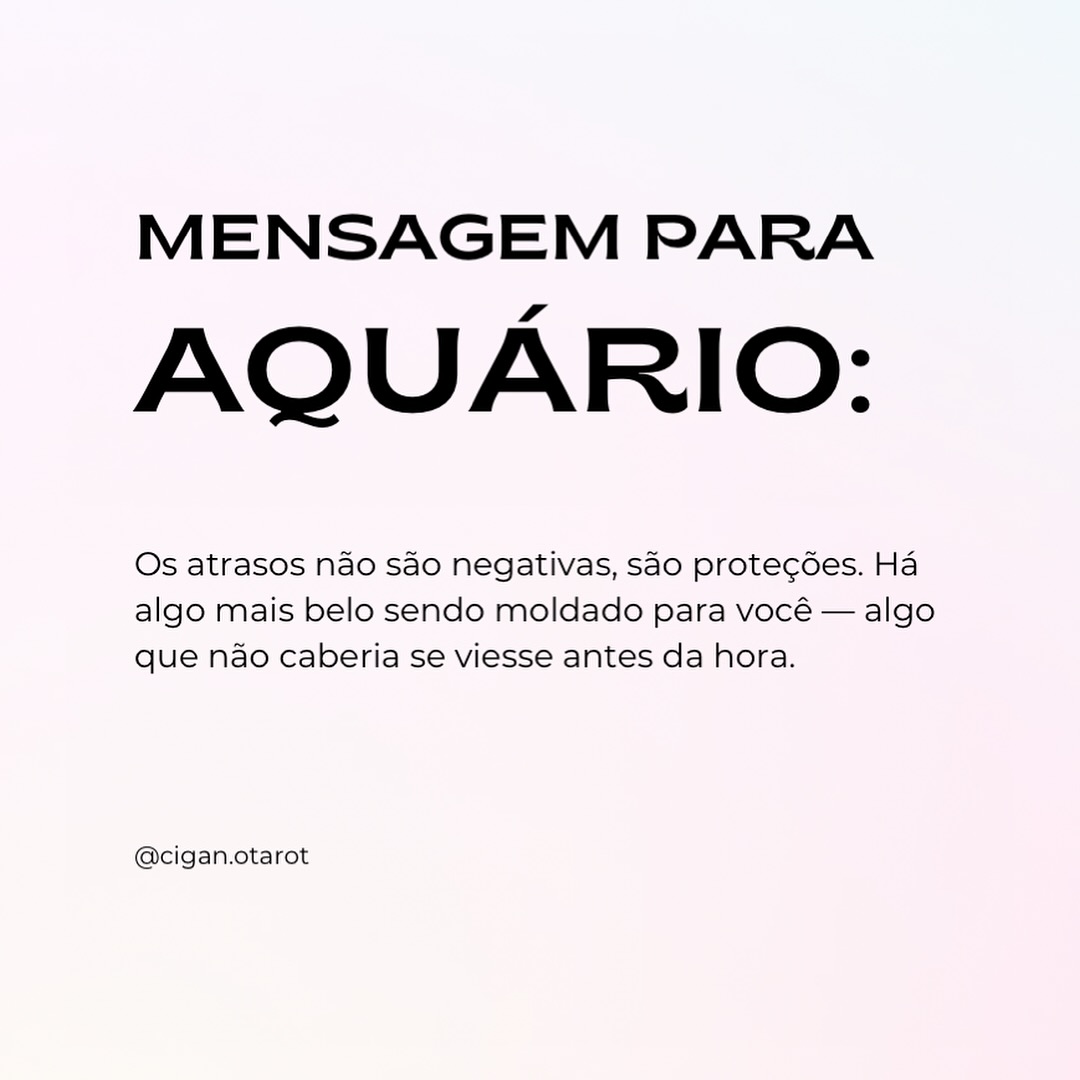 MENSAGEM PARA
AQUÁRIO:
Os atrasos não são negativas, são proteções. Há
algo mais belo sendo moldado para você — algo
que não caberia se viesse antes da hora.
@cigan.otarot